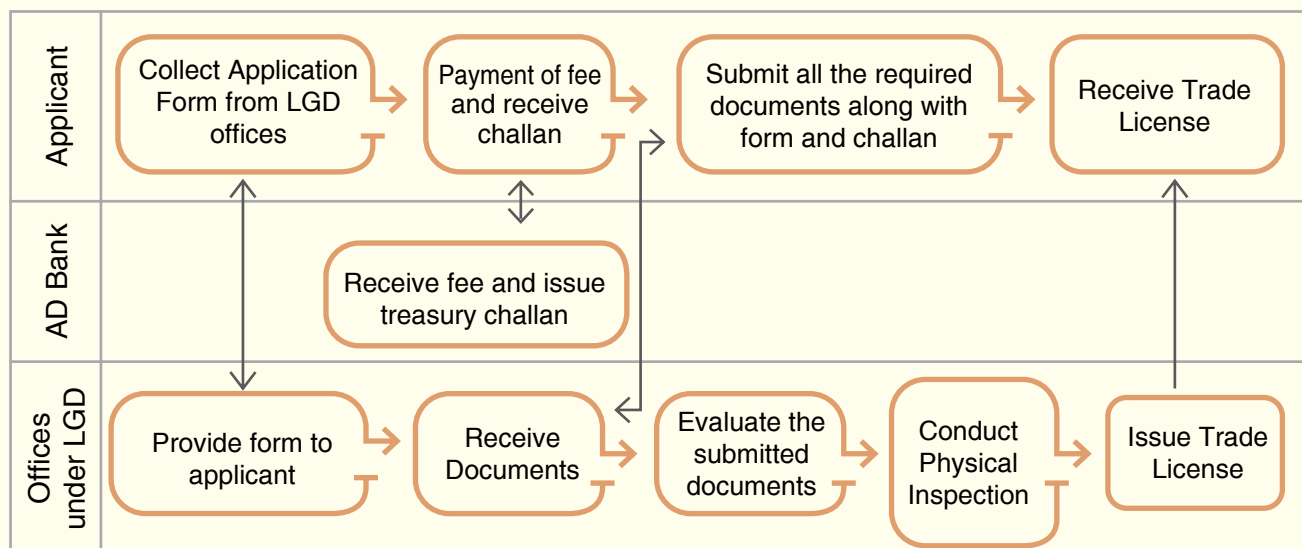 Applicant
Collect Application
Form from LGD
offices
Payment of fee
and receive
challan
Submit all the required
documents along with
form and challan
Receive Trade
License
AD Bank
Receive fee and issue
treasury challan
Offices
under LGD
Provide form to
applicant
Receive
Documents
Evaluate the
submitted
documents
Conduct
Physical
Inspection
Issue Trade
License